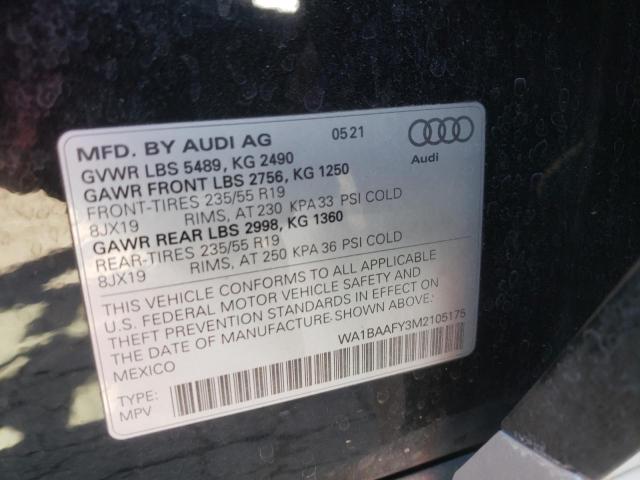 MFD. BY AUDI AG 05 21
Audi
GVWR LBS 5489, KG 2490
GAWR FRONT LBS 2756, KG 1250
FRONT-TIRES 235/55 R19
8JX19 RIMS, AT 230 KPA 33 PSI COLD
GAWR REAR LBS 2998, KG 1360
REAR-TIRES 235/55 R19
8JX19 RIMS, AT 250 KPA 36 PSI COLD
THIS VEHICLE CONFORMS TO ALL APPLICABLE
U.S. FEDERAL MOTOR VEHICLE SAFETY AND
THEFT PREVENTION STANDARDS IN EFFECT ON
THE DATE OF MANUFACTURE SHOWN ABOVE.
MEXICO
WA1BAAFY3M2105175
TYPE:
MPV